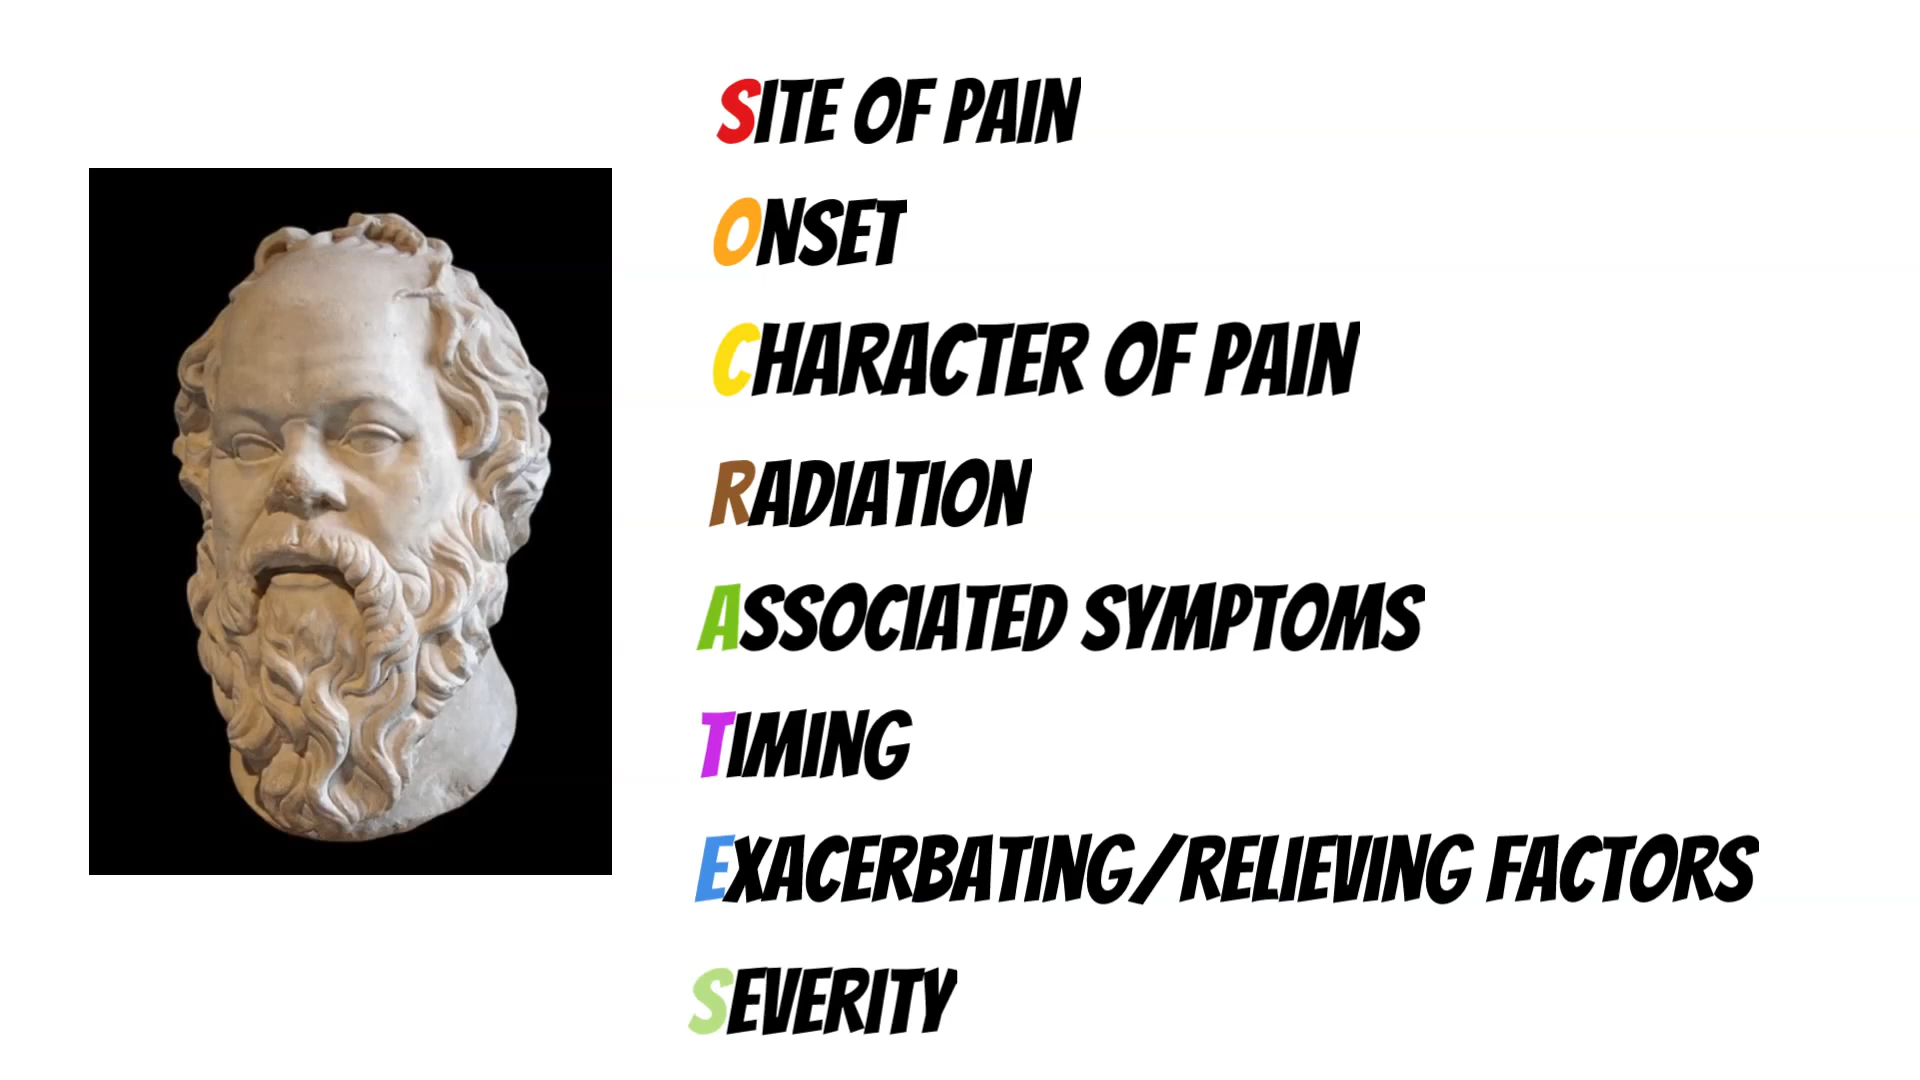 SITE OF PAIN
ONSET
CHARACTER OF PAIN
RADIATION
ASSOCIATED SYMPTOMS
TIMING
EXACERBATING/RELIEVING FACTORS
SEVERITY